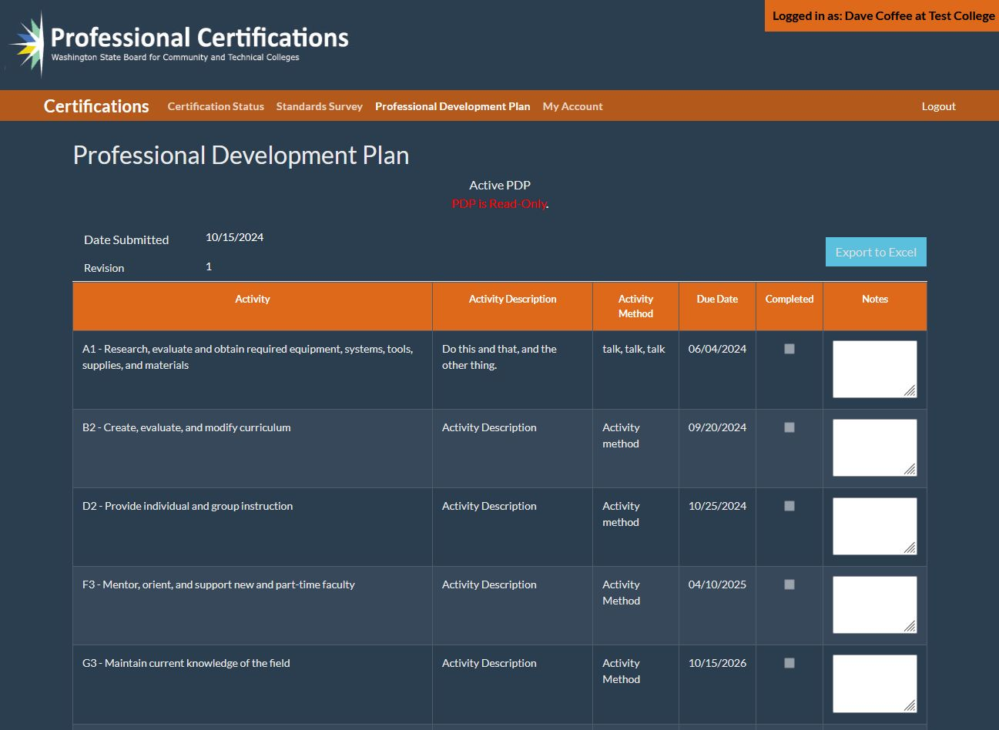 Logged in as: Dave Coffee at Test College
Professional Certifications
Washington State Board for Community and Technical Colleges
Certifications Certification Status Standards Survey Professional Development Plan My Account Logout
Professional Development Plan
Active PDP
PDP is Read-Only.
Date Submitted 10/15/2024
Export to Excel
Revision 1
Activity Activity Description Activity Due Date Completed Notes
Method
A1 - Research, evaluate and obtain required equipment, systems, tools, Do this and that, and the talk, talk, talk 06/04/2024
supplies, and materials other thing.
B2 - Create, evaluate, and modify curriculum Activity Description Activity 09/20/2024
method
D2 - Provide individual and group instruction Activity Description Activity 10/25/2024
method
F3 - Mentor, orient, and support new and part-time faculty Activity Description Activity 04/10/2025
Method
G3 - Maintain current knowledge of the field Activity Description Activity 10/15/2026
Method